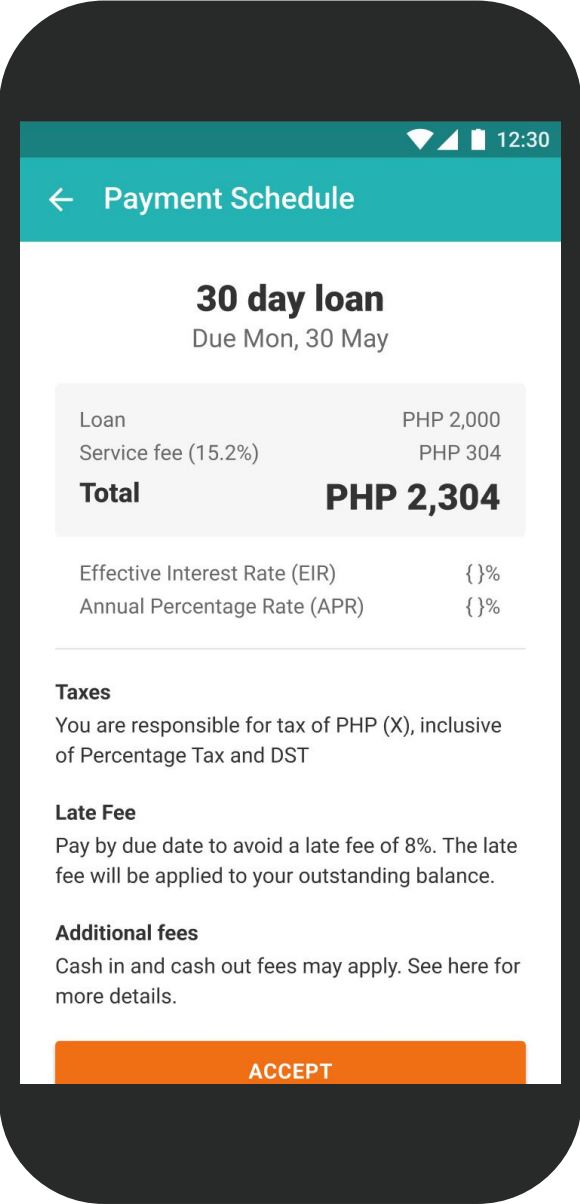 12:30
Payment Schedule
30 day loan
Due Mon, 30 May
Loan PHP 2,000
Service fee (15.2%) PHP 304
Total PHP 2,304
Effective Interest Rate (EIR) { }%
Annual Percentage Rate (APR) { }%
Taxes
You are responsible for tax of PHP (X), inclusive
of Percentage Tax and DST
Late Fee
Pay by due date to avoid a late fee of 8%. The late
fee will be applied to your outstanding balance.
Additional fees
Cash in and cash out fees may apply. See here for
more details.
ACCEPT